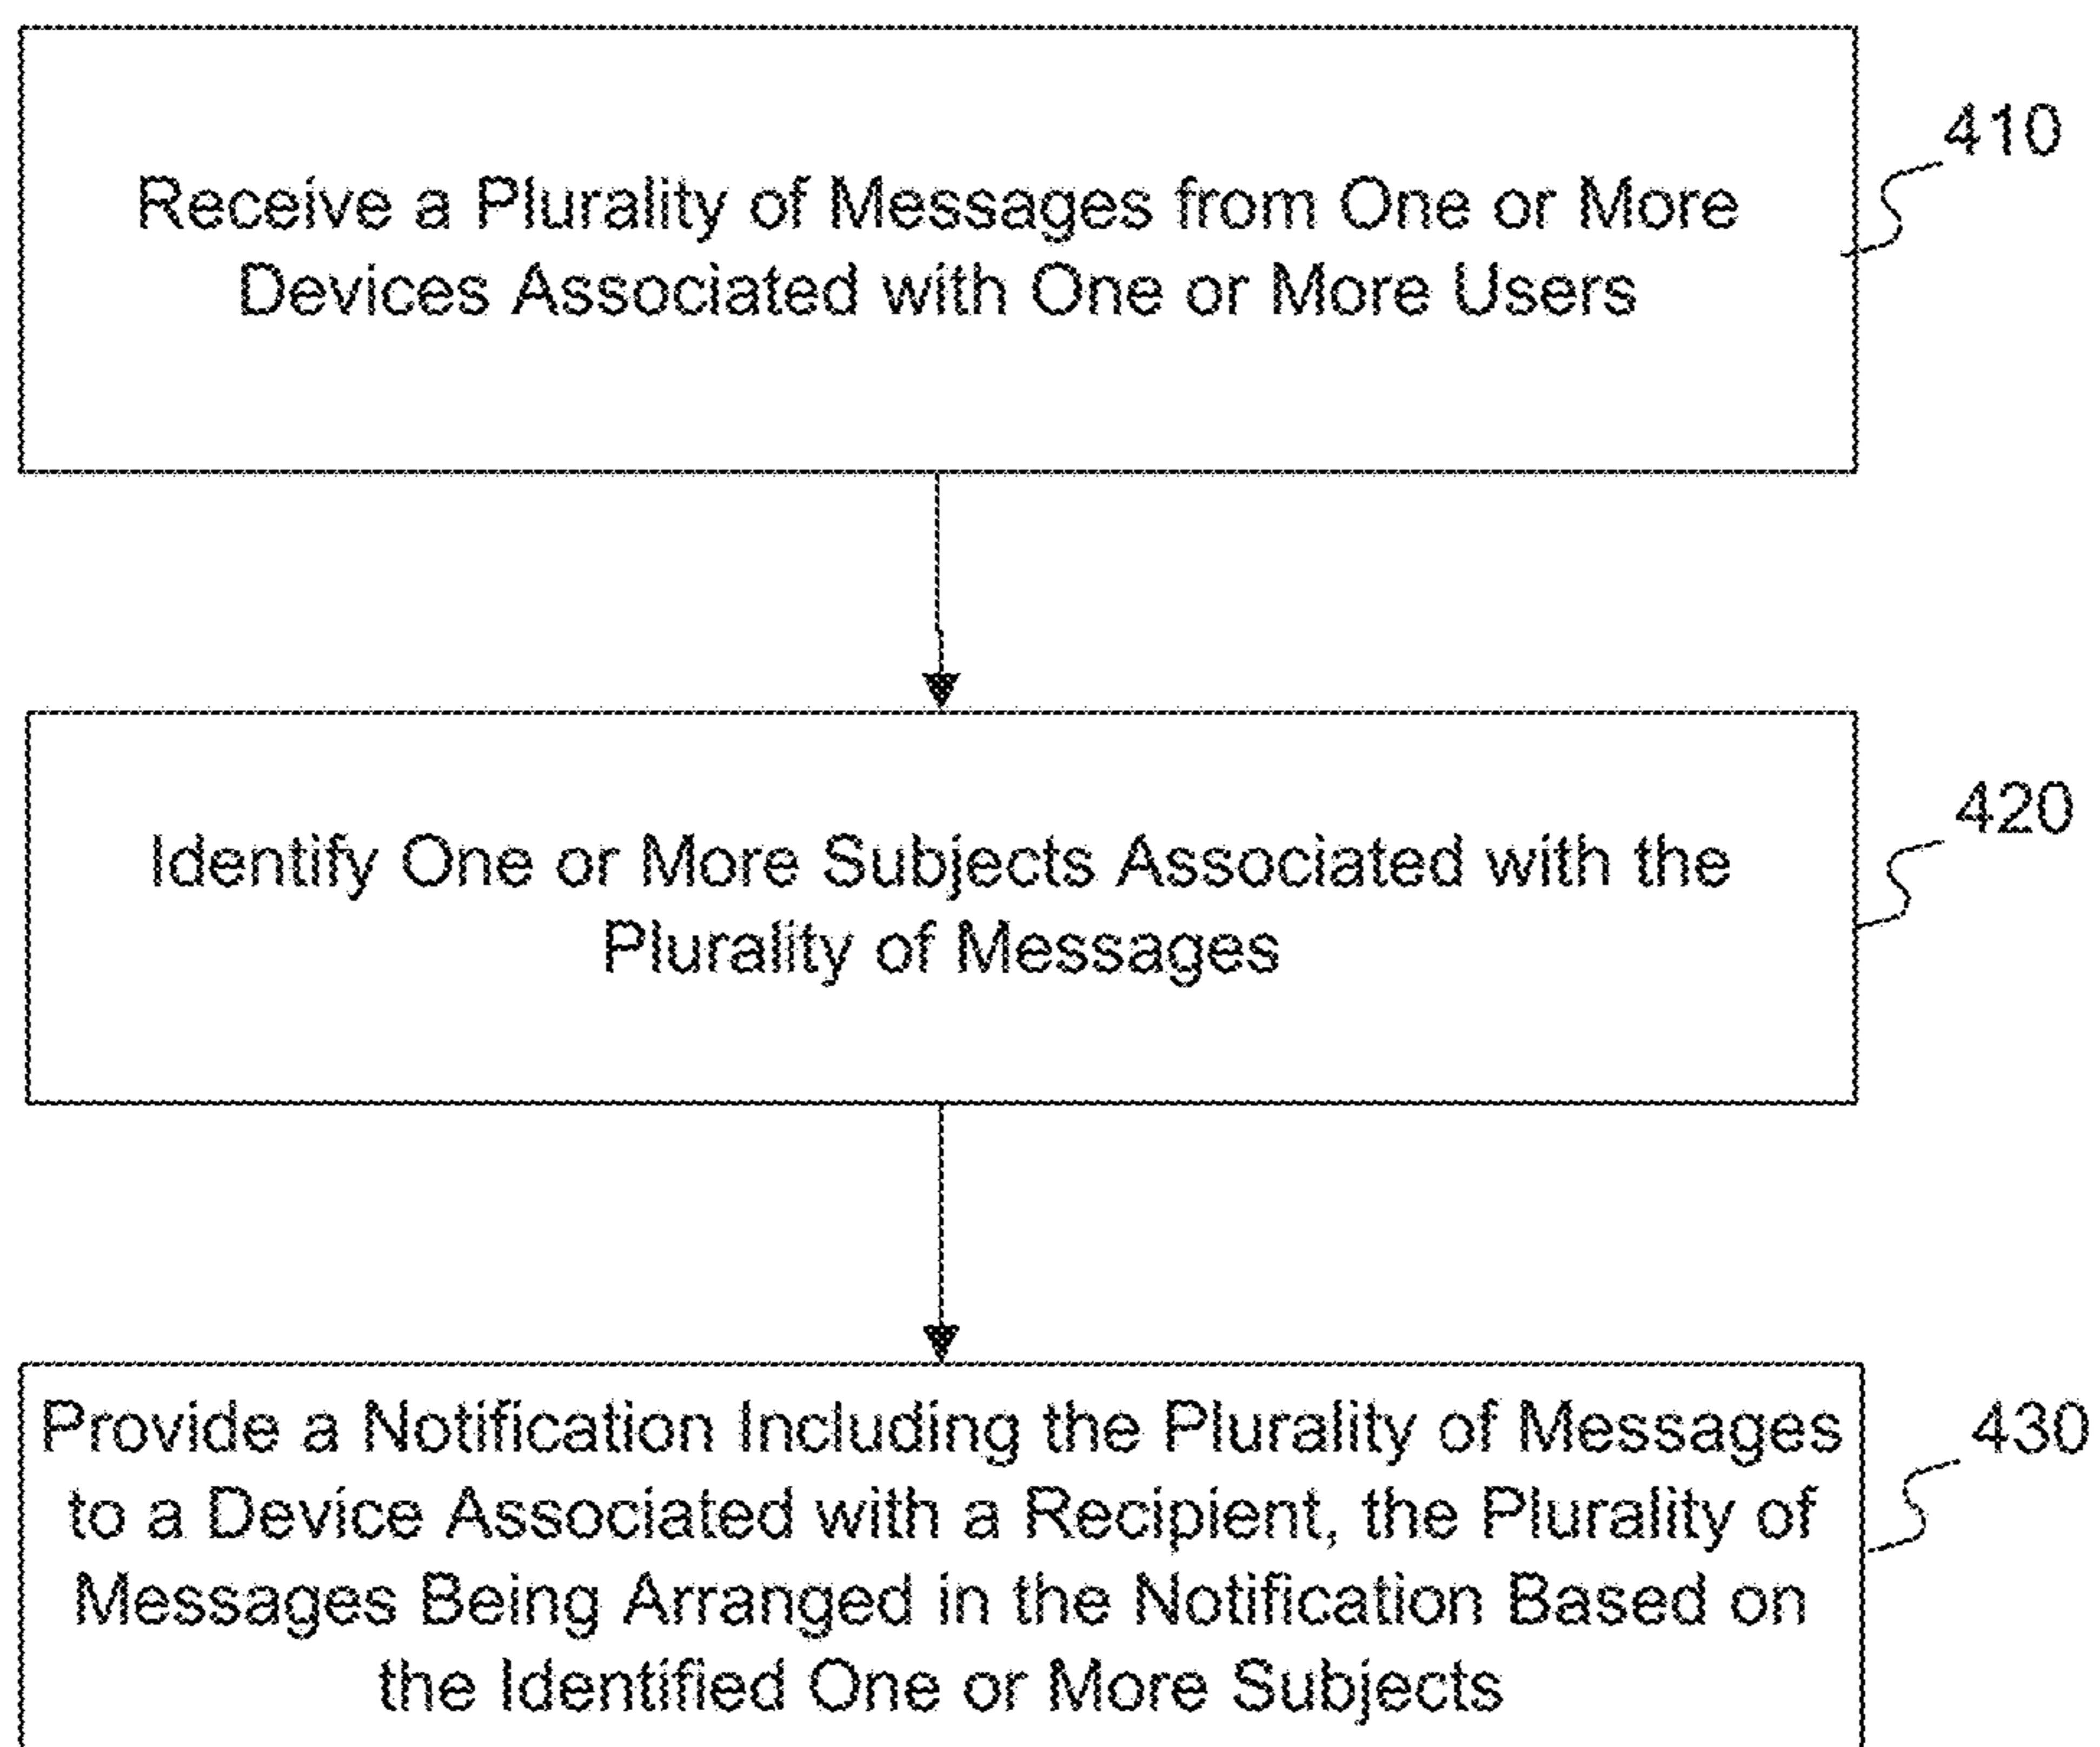 Receive a Plurality of Messages from One or More
Devices Associated with One or More Users
410
Identify One or More Subjects Associated with the
Plurality of Messages
420
Provide a Notification Including the Plurality of Messages
to a Device Associated with a Recipient, the Plurality of
Messages Being Arranged in the Notification Based on
the Identified One or More Subjects
430